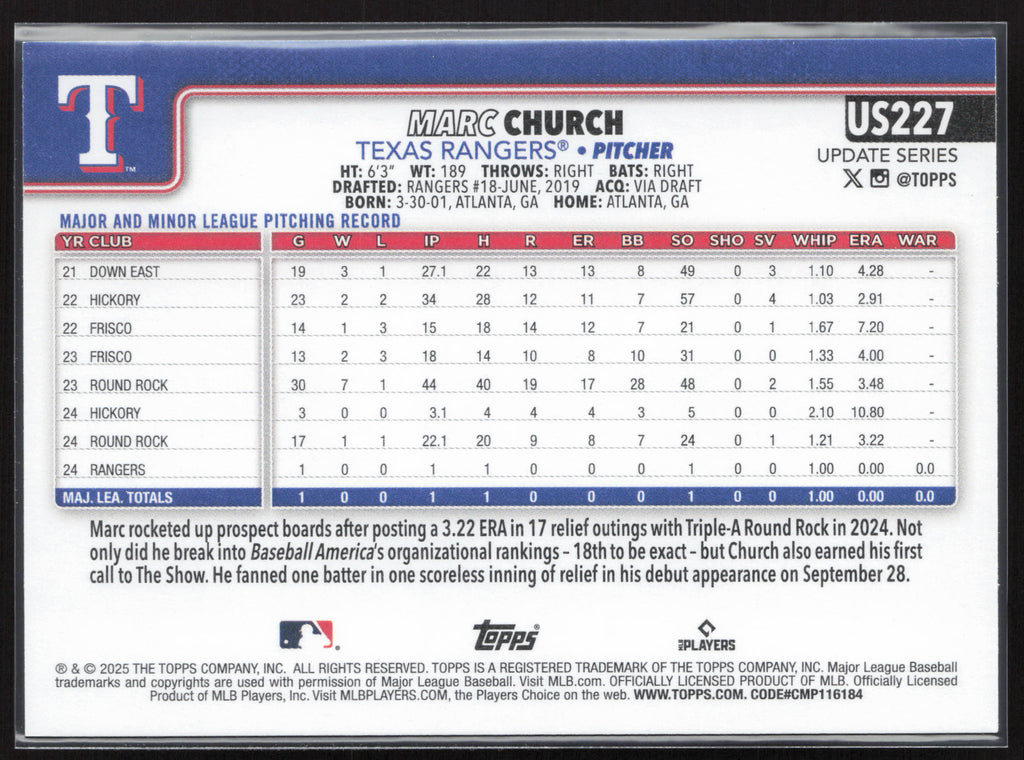 T
TM
US227
MARC CHURCH
TEXAS RANGERS® • PITCHER
UPDATE SERIES
HT: 6'3" WT: 189 THROWS: RIGHT BATS: RIGHT
@TOPPS
DRAFTED: RANGERS #18-JUNE, 2019 ACQ: VIA DRAFT
BORN: 3-30-01, ATLANTA, GA HOME: ATLANTA, GA
MAJOR AND MINOR LEAGUE PITCHING RECORD
YR CLUB G W L IP H R ER BB SO SHO SV WHIP ERA WAR
21 DOWN EAST 19 3 1 27.1 22 13 13 8 49 0 3 1.10 4.28 -
22 HICKORY 23 2 2 34 28 12 11 7 57 0 4 1.03 2.91 -
22 FRISCO 14 1 3 15 18 14 12 7 21 0 1 1.67 7.20 -
23 FRISCO 13 2 3 18 14 10 8 10 31 0 0 1.33 4.00 -
23 ROUND ROCK 30 7 1 44 40 19 17 28 48 0 2 1.55 3.48 -
24 HICKORY 3 0 0 3.1 4 4 4 3 5 0 0 2.10 10.80 -
24 ROUND ROCK 17 1 1 22.1 20 9 8 7 24 0 1 1.21 3.22 -
24 RANGERS 1 0 0 1 1 0 0 0 1 0 0 1.00 0.00 0.0
MAJ. LEA. TOTALS 1 0 0 1 1 0 0 0 1 0 0 1.00 0.00 0.0
Marc rocketed up prospect boards after posting a 3.22 ERA in 17 relief outings with Triple-A Round Rock in 2024. Not
only did he break into Baseball America's organizational rankings – 18th to be exact – but Church also earned his first
call to The Show. He fanned one batter in one scoreless inning of relief in his debut appearance on September 28.
Topps®
MLB PLAYERS
® & © 2025 THE TOPPS COMPANY, INC. ALL RIGHTS RESERVED. TOPPS IS A REGISTERED TRADEMARK OF THE TOPPS COMPANY, INC. Major League Baseball
trademarks and copyrights are used with permission of Major League Baseball. Visit MLB.com. OFFICIALLY LICENSED PRODUCT OF MLB. Officially Licensed
Product of MLB Players, Inc. Visit MLBPLAYERS.COM, the Players Choice on the web. WWW.TOPPS.COM. CODE#CMP116184